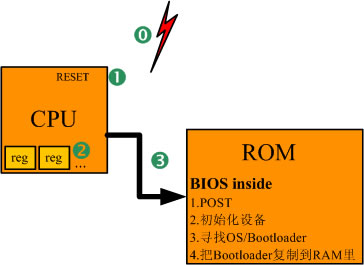 0
1
RESET
CPU
reg reg 2
...
3
ROM
BIOS inside
1.POST
2.初始化设备
3.寻找OS/Bootloader
4.把Bootloader复制到RAM里